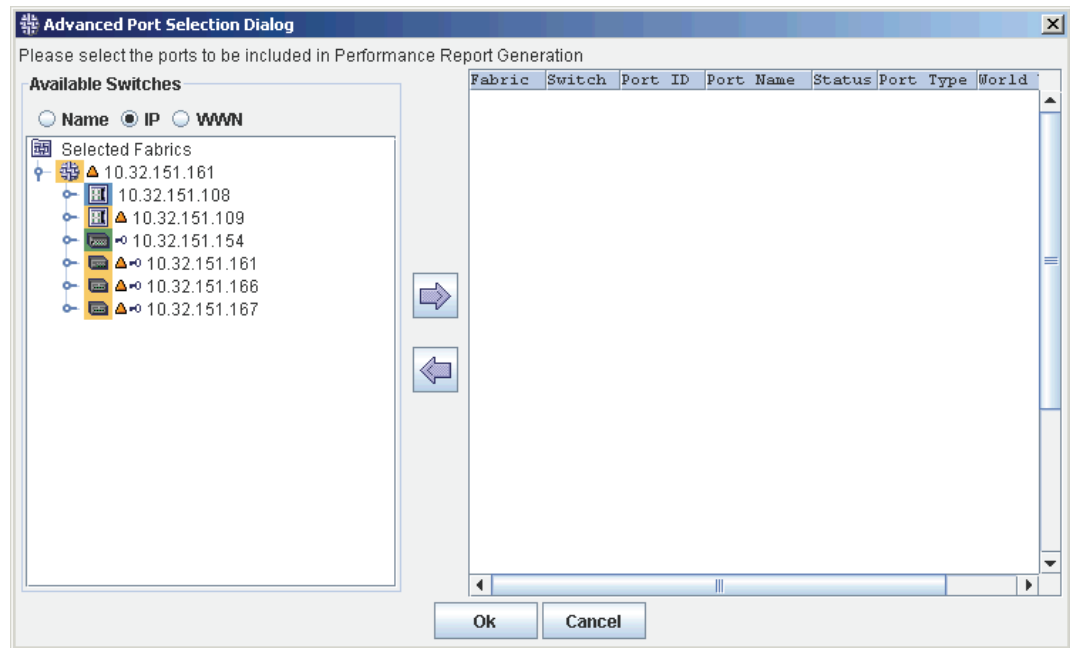 Advanced Port Selection Dialog
Please select the ports to be included in Performance Report Generation
Available Switches
Name IP WWN
Selected Fabrics
10.32.151.161
10.32.151.108
10.32.151.109
10.32.151.154
10.32.151.161
10.32.151.166
10.32.151.167
Fabric Switch Port ID Port Name Status Port Type World
Ok Cancel